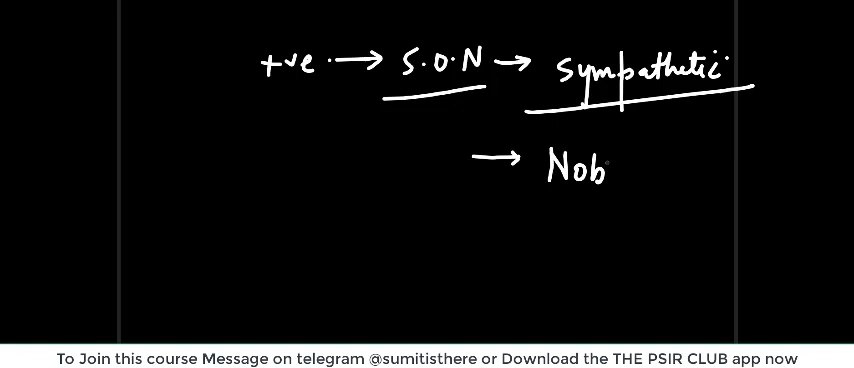 +ve → S.O.N → Sympathetic
→ Nob
To Join this course Message on telegram @sumitisthere or Download the THE PSIR CLUB app now